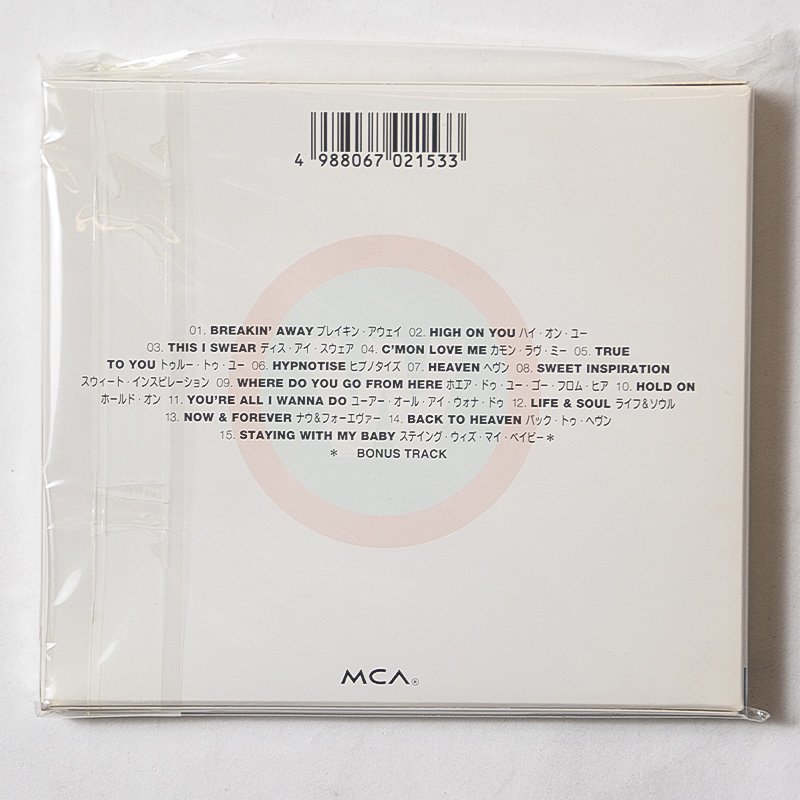 4 988067 021533
01. BREAKIN' AWAY ブレイキン・アウェイ 02. HIGH ON YOU ハイ・オン・ユー
03. THIS I SWEAR ディス・アイ・スウェア 04. C'MON LOVE ME カモン・ラヴ・ミー 05. TRUE
TO YOU トゥルー・トゥ・ユー 06. HYPNOTISE ヒプノタイズ 07. HEAVEN ヘヴン 08. SWEET INSPIRATION
スウィート・インスピレーション 09. WHERE DO YOU GO FROM HERE ホエア・ドゥ・ユー・ゴー・フロム・ヒア 10. HOLD ON
ホールド・オン 11. YOU'RE ALL I WANNA DO ユーアー・オール・アイ・ウォナ・ドゥ 12. LIFE & SOUL ライフ&ソウル
13. NOW & FOREVER ナウ&フォーエヴァー 14. BACK TO HEAVEN バック・トゥ・ヘヴン
15. STAYING WITH MY BABY ステイング・ウィズ・マイ・ベイビー*
* BONUS TRACK
MCA®